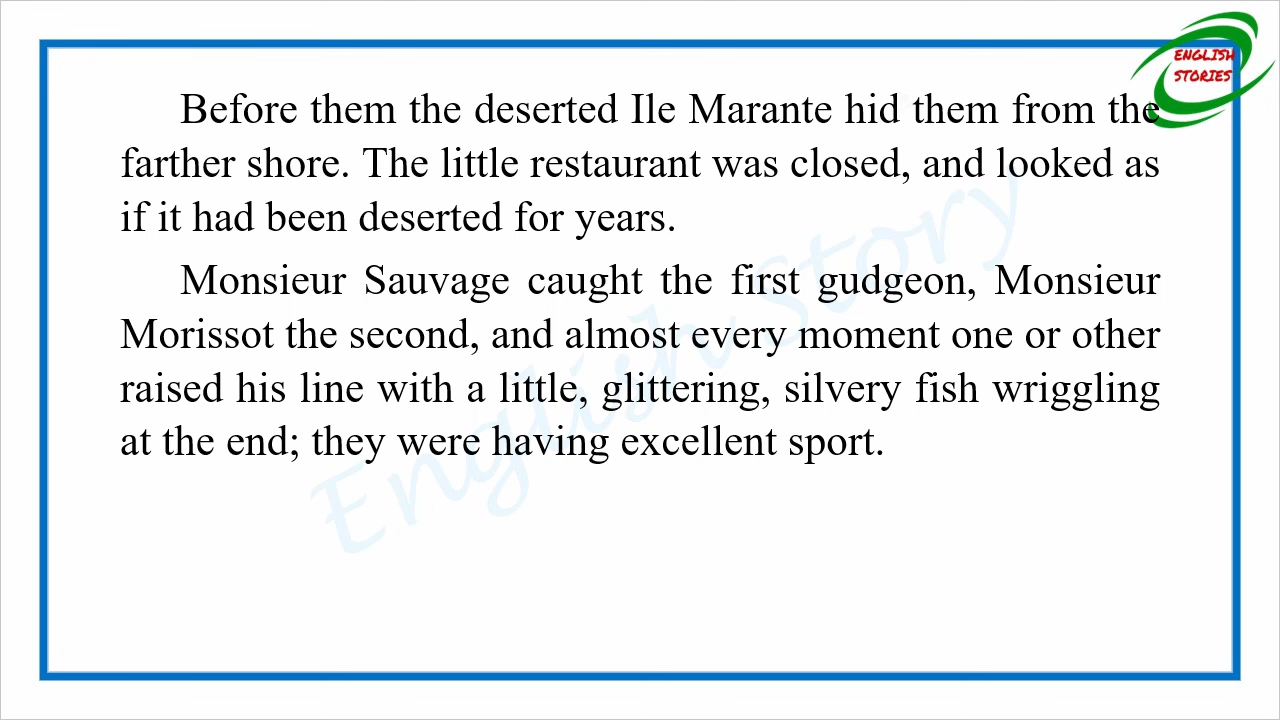 ENGLISH
STORIES
Before them the deserted Ile Marante hid them from the
farther shore. The little restaurant was closed, and looked as
if it had been deserted for years.
Monsieur Sauvage caught the first gudgeon, Monsieur
Morissot the second, and almost every moment one or other
raised his line with a little, glittering, silvery fish wriggling
at the end; they were having excellent sport.
English Story